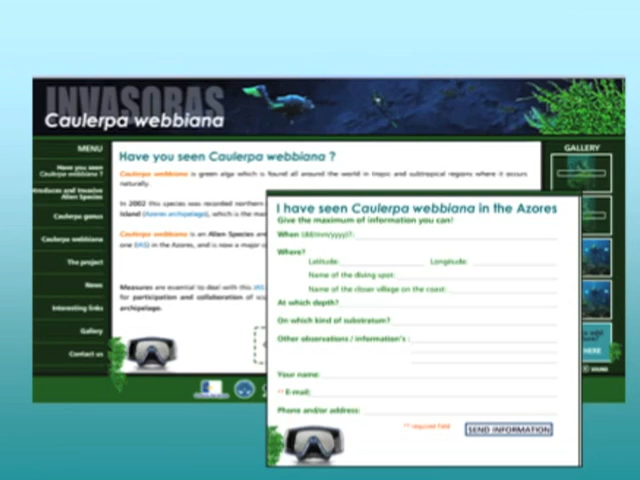 INVASORAS
Caulerpa webbiana
MENU
Have you seen
Caulerpa webbiana ?
Introduces and Invasive
Alien Species
Caulerpa genus
Caulerpa webbiana
The project
News
Interesting links
Gallery
Contact us
Have you seen Caulerpa webbiana ?
Caulerpa webbiana is green alga which is found all around the world in tropic and subtropical regions where it occurs
naturally.
In 2002 this species was recorded northern
Island (Azores archipelago), which is the
Caulerpa webbiana is an Alien Species
one (IAS) in the Azores, and is now a major
Measures are essential to deal with this
for participation and collaboration of
archipelago.
GALLERY
HERE
SOUND
I have seen Caulerpa webbiana in the Azores
Give the maximum of information you can!
When (dd/mm/yyyy)?:
Where?
Latitude: Longitude:
Name of the diving spot:
Name of the closer village on the coast:
At which depth?
On which kind of substratum?
Other observations / information's :
Your name:
** E-mail:
Phone and/or address:
** required field
SEND INFORMATION